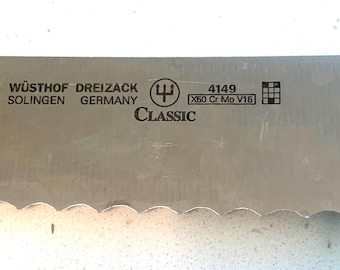 WÜSTHOF DREIZACK
SOLINGEN GERMANY
4149
X50 Cr Mo V15
CLASSIC